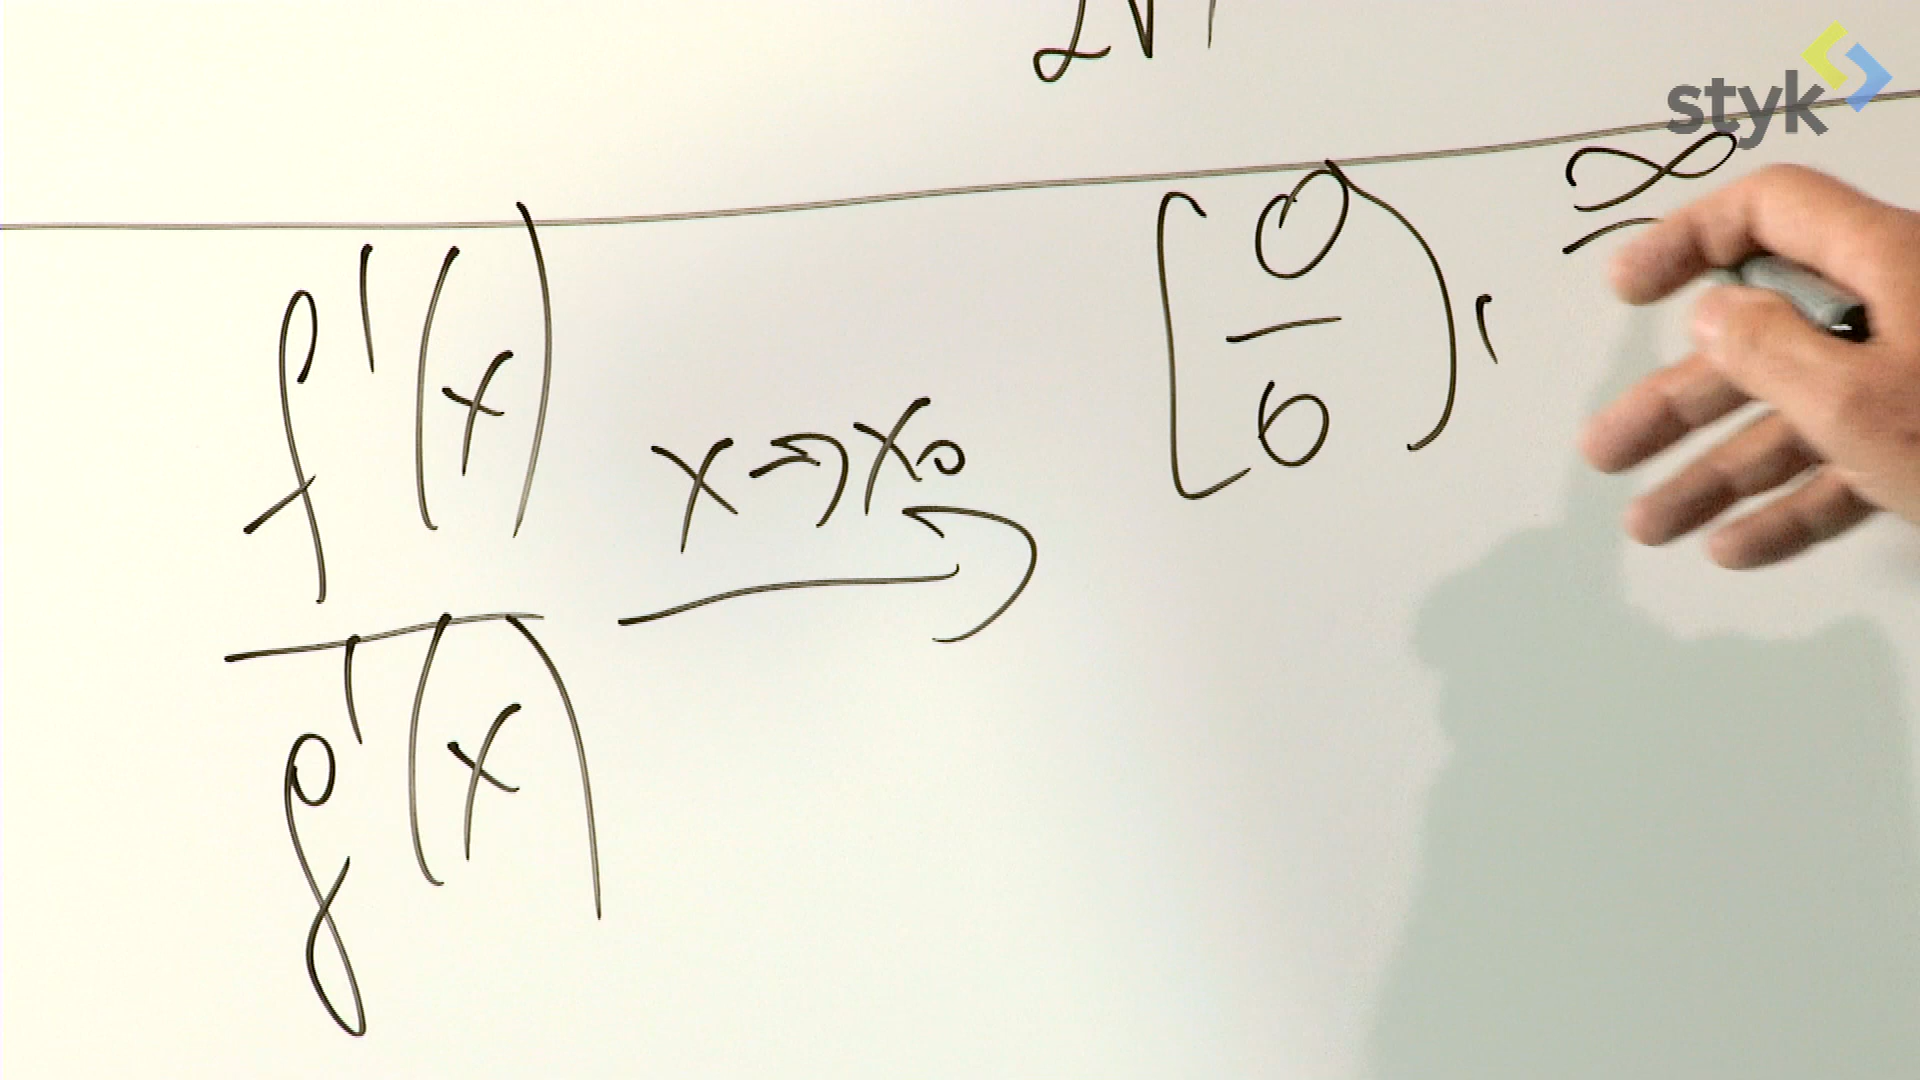 styk
f'(x)
x→x₀
[0/0], ∞
g'(x)